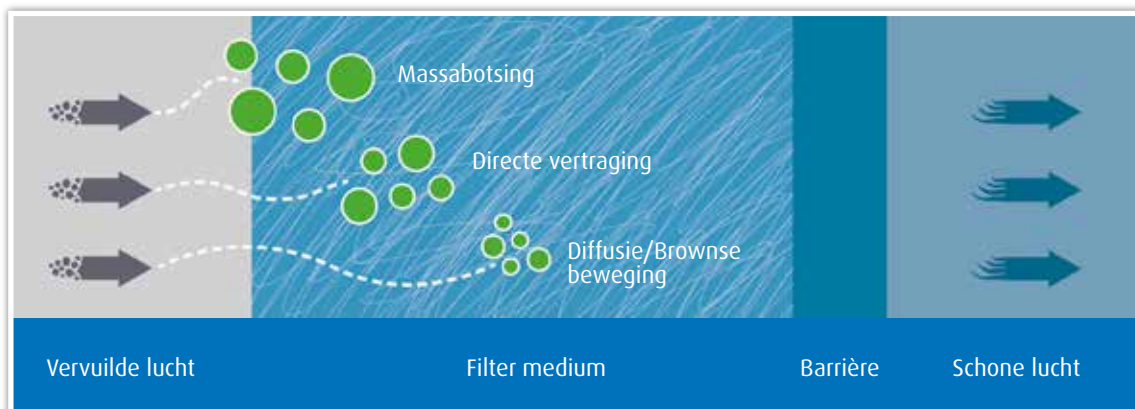 Massabotsing
Directe vertraging
Diffusie/Brownse
beweging
Vervuilde lucht
Filter medium
Barrière
Schone lucht